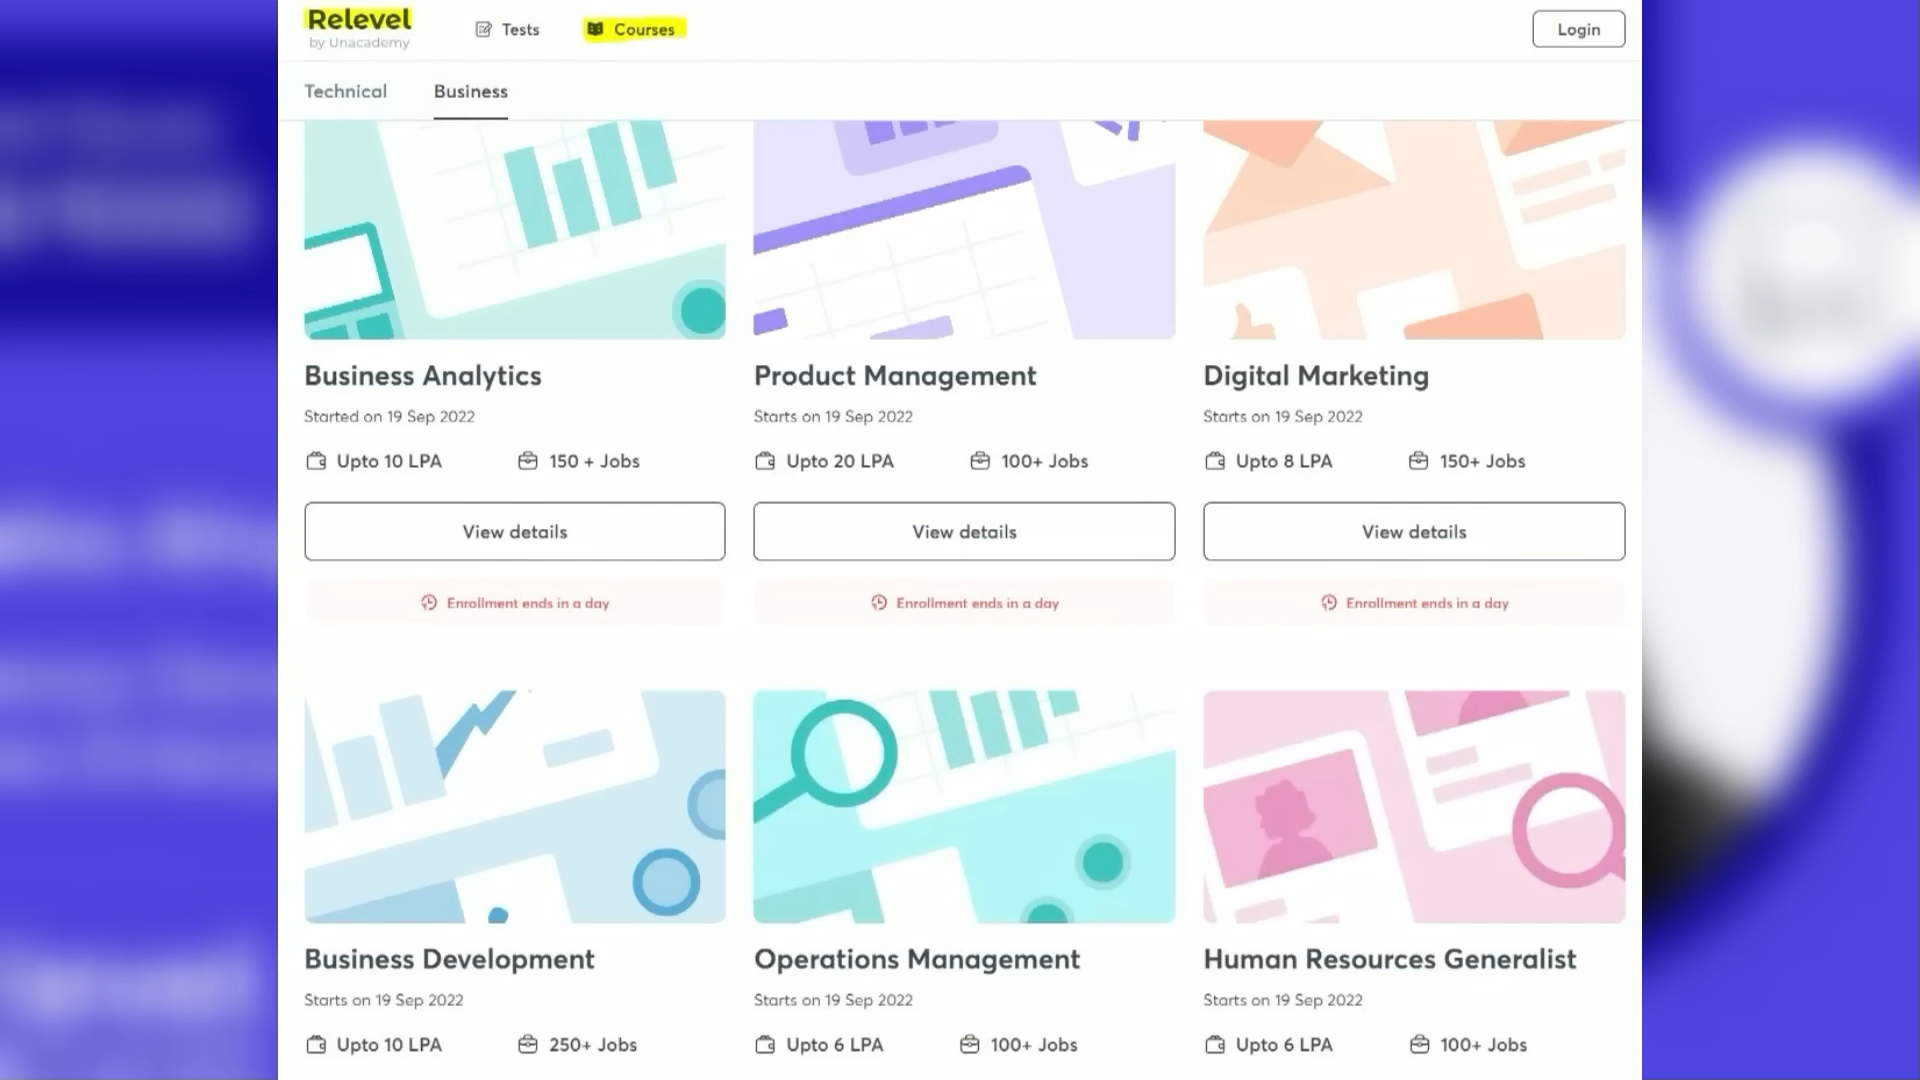 Relevel
by Unacademy
Tests
Courses
Login
Technical
Business
Business Analytics
Started on 19 Sep 2022
Upto 10 LPA
150 + Jobs
View details
Enrollment ends in a day
Product Management
Starts on 19 Sep 2022
Upto 20 LPA
100+ Jobs
View details
Enrollment ends in a day
Digital Marketing
Starts on 19 Sep 2022
Upto 8 LPA
150+ Jobs
View details
Enrollment ends in a day
Business Development
Starts on 19 Sep 2022
Upto 10 LPA
250+ Jobs
Operations Management
Starts on 19 Sep 2022
Upto 6 LPA
100+ Jobs
Human Resources Generalist
Starts on 19 Sep 2022
Upto 6 LPA
100+ Jobs